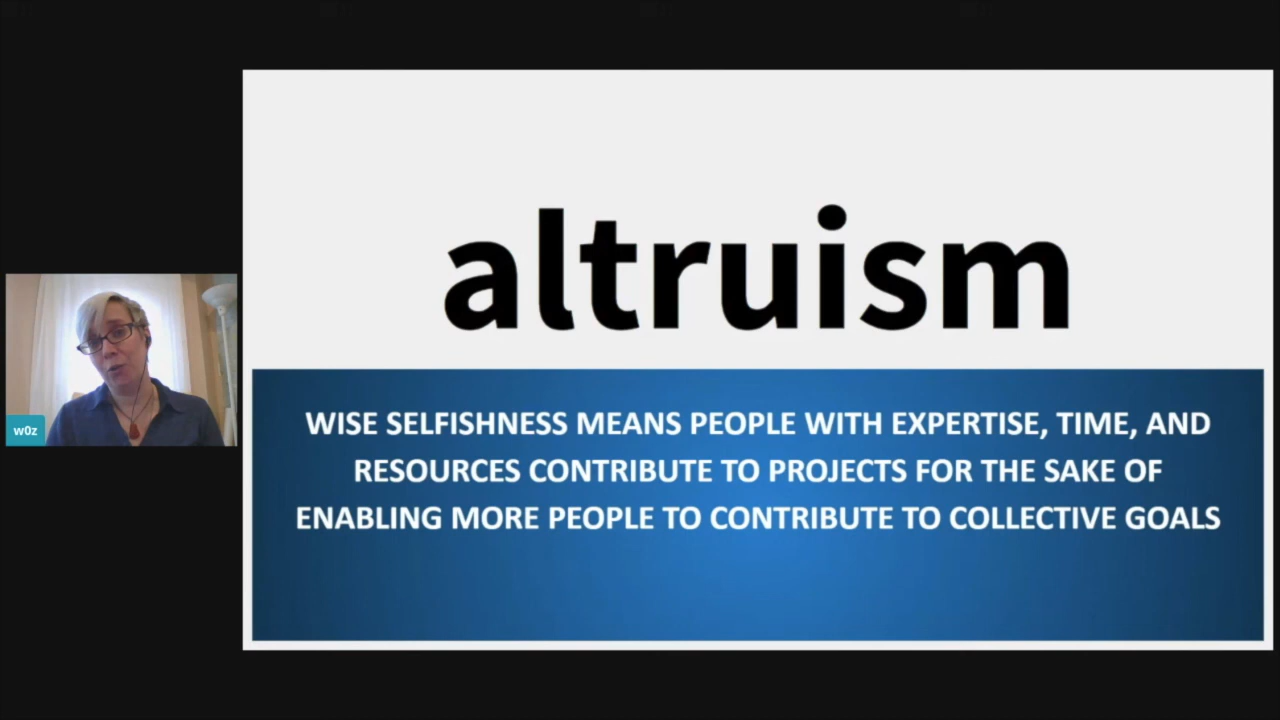 altruism
WISE SELFISHNESS MEANS PEOPLE WITH EXPERTISE, TIME, AND
RESOURCES CONTRIBUTE TO PROJECTS FOR THE SAKE OF
ENABLING MORE PEOPLE TO CONTRIBUTE TO COLLECTIVE GOALS
w0z